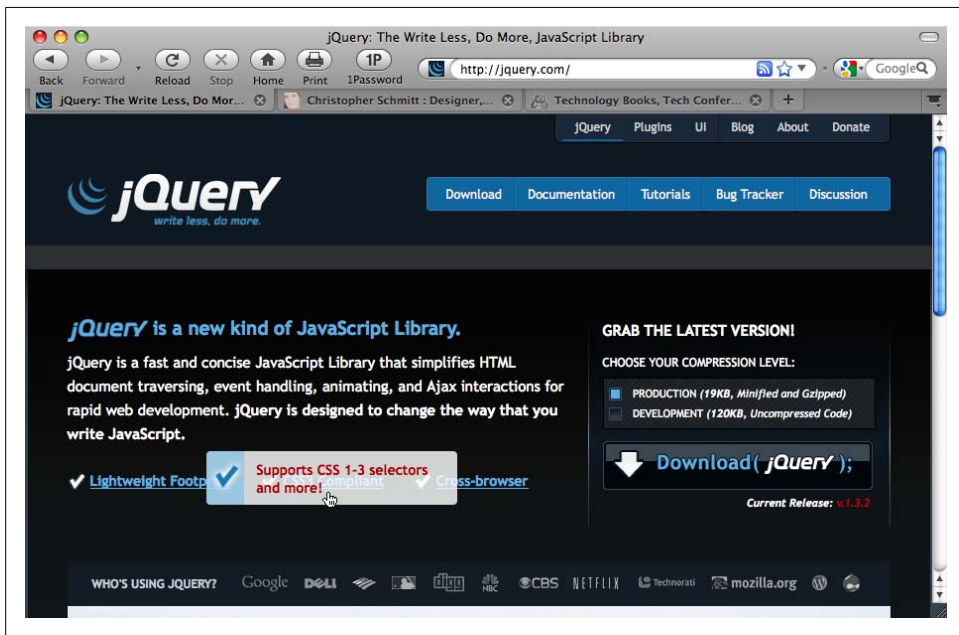 jQuery: The Write Less, Do More, JavaScript Library
1P
http://jquery.com/
Google
Back Forward Reload Stop Home Print 1Password
jQuery: The Write Less, Do Mor... Christopher Schmitt : Designer,... Technology Books, Tech Confer... +
jQuery Plugins UI Blog About Donate
jQuery
write less, do more.
Download Documentation Tutorials Bug Tracker Discussion
jQuery is a new kind of JavaScript Library.
jQuery is a fast and concise JavaScript Library that simplifies HTML
document traversing, event handling, animating, and Ajax interactions for
rapid web development. jQuery is designed to change the way that you
write JavaScript.
Lightweight Footp
Supports CSS 1-3 selectors
and more!
CSS3 Compliant
Cross-browser
GRAB THE LATEST VERSION!
CHOOSE YOUR COMPRESSION LEVEL:
PRODUCTION (19KB, Minified and Gzipped)
DEVELOPMENT (120KB, Uncompressed Code)
Download( jQuery );
Current Release: v.1.3.2
WHO'S USING JQUERY? Google DELL NBC CBS NETFLIX Technorati mozilla.org